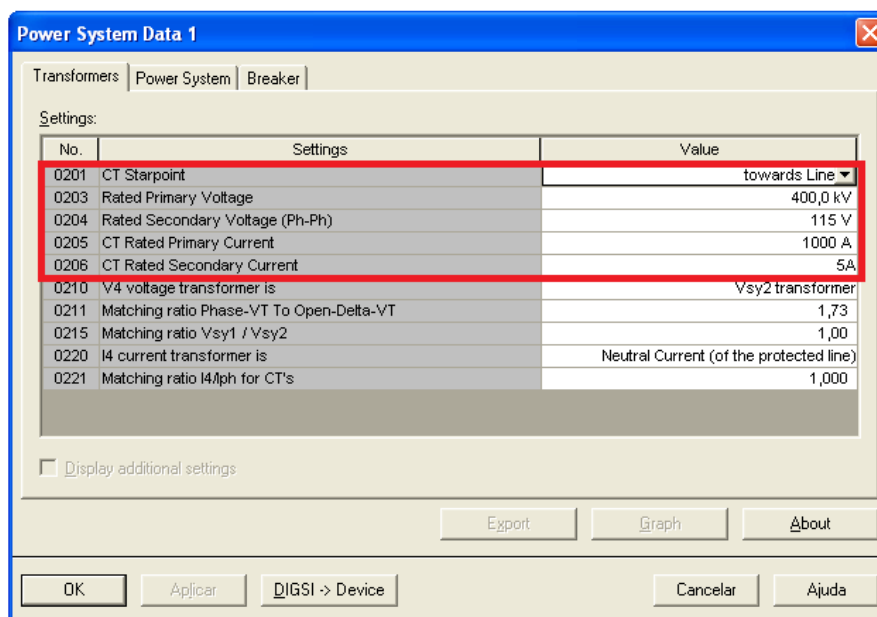 Power System Data 1
Transformers Power System Breaker
Settings:
No. Settings Value
0201 CT Starpoint towards Line
0203 Rated Primary Voltage 400,0 kV
0204 Rated Secondary Voltage (Ph-Ph) 115 V
0205 CT Rated Primary Current 1000 A
0206 CT Rated Secondary Current 5A
0210 V4 voltage transformer is Vsy2 transformer
0211 Matching ratio Phase-VT To Open-Delta-VT 1,73
0215 Matching ratio Vsy1 / Vsy2 1,00
0220 I4 current transformer is Neutral Current (of the protected line)
0221 Matching ratio I4/Iph for CT's 1,000
Display additional settings
Export Graph About
OK Aplicar DIGSI -> Device Cancelar Ajuda